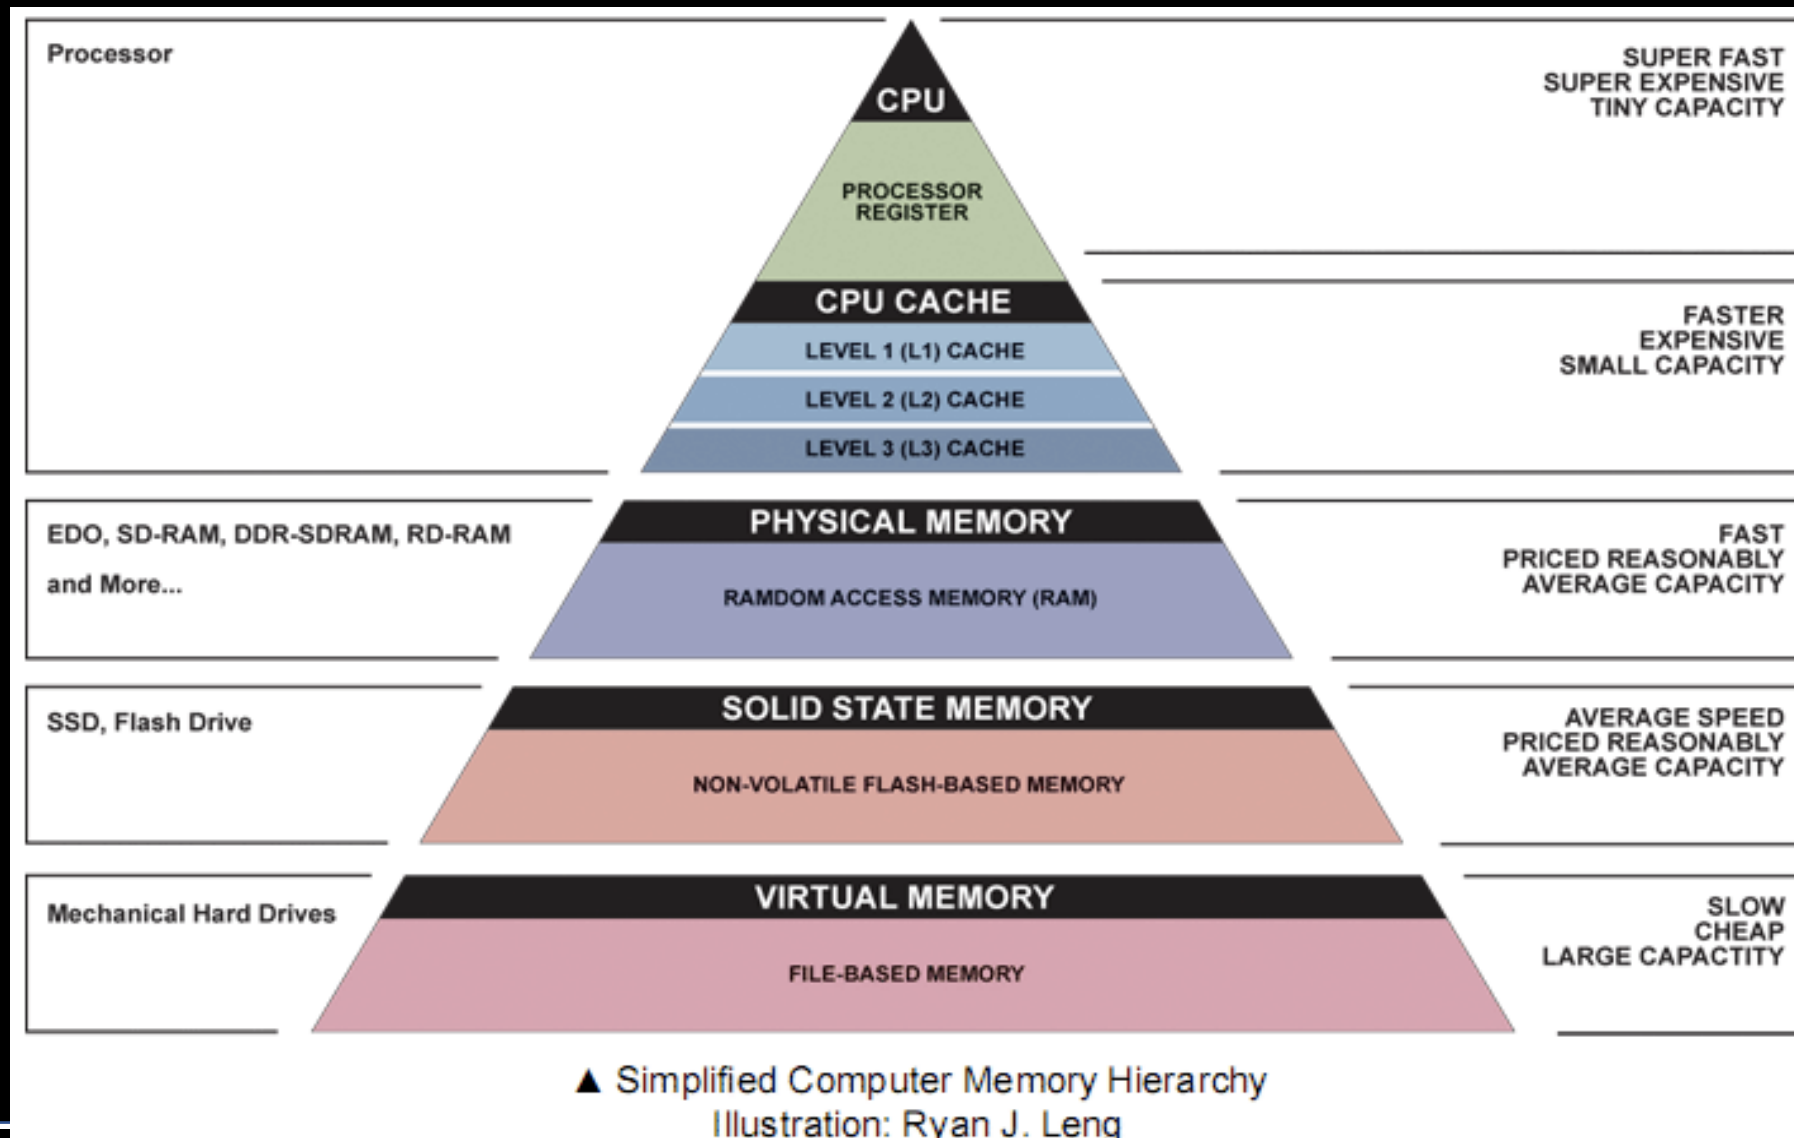 Processor
CPU
SUPER FAST
SUPER EXPENSIVE
TINY CAPACITY
PROCESSOR
REGISTER
CPU CACHE
LEVEL 1 (L1) CACHE
LEVEL 2 (L2) CACHE
LEVEL 3 (L3) CACHE
FASTER
EXPENSIVE
SMALL CAPACITY
EDO, SD-RAM, DDR-SDRAM, RD-RAM
and More...
PHYSICAL MEMORY
RAMDOM ACCESS MEMORY (RAM)
FAST
PRICED REASONABLY
AVERAGE CAPACITY
SSD, Flash Drive
SOLID STATE MEMORY
NON-VOLATILE FLASH-BASED MEMORY
AVERAGE SPEED
PRICED REASONABLY
AVERAGE CAPACITY
Mechanical Hard Drives
VIRTUAL MEMORY
FILE-BASED MEMORY
SLOW
CHEAP
LARGE CAPACTITY
▲ Simplified Computer Memory Hierarchy
Illustration: Ryan J. Leng